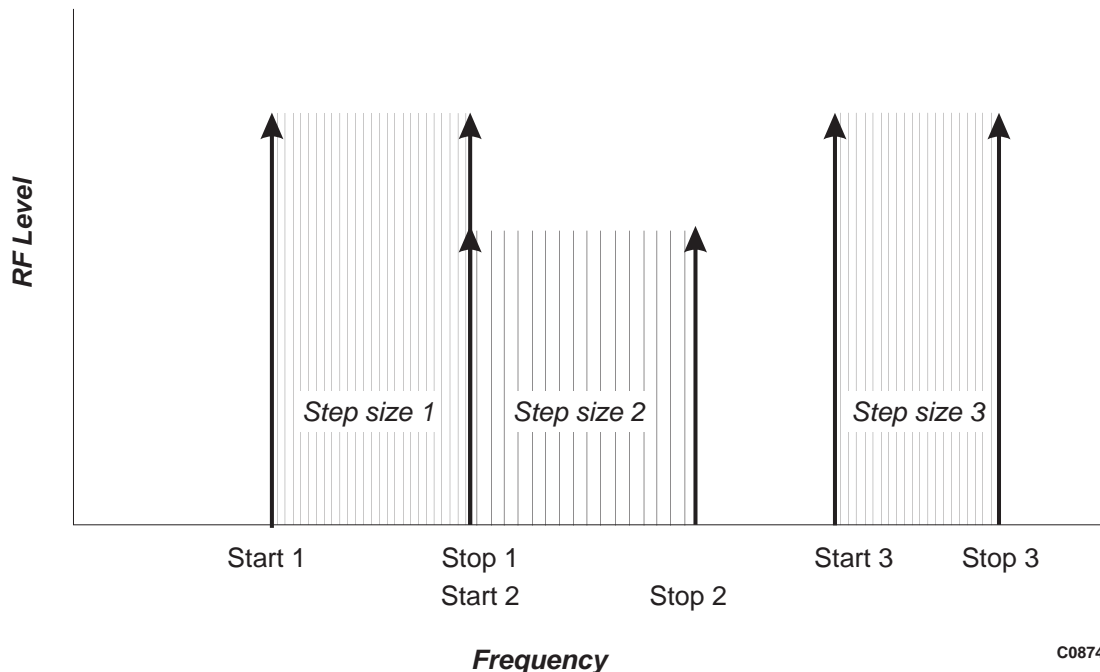 RF Level
Step size 1 Step size 2 Step size 3
Start 1 Stop 1 Start 3 Stop 3
Start 2 Stop 2
Frequency
C0874